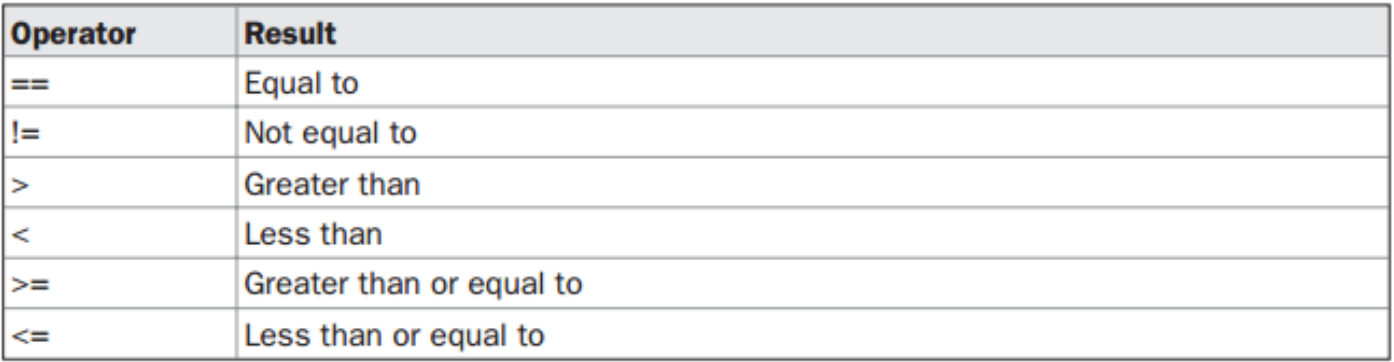 Operator Result
== Equal to
!= Not equal to
> Greater than
< Less than
>= Greater than or equal to
<= Less than or equal to